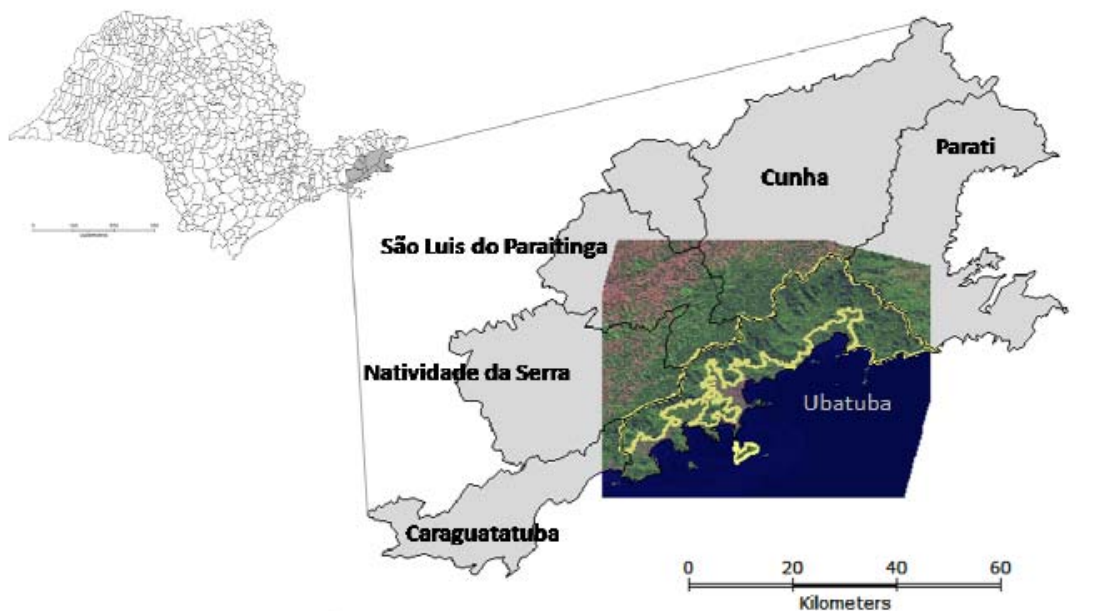 Parati
Cunha
São Luis do Paraitinga
Natividade da Serra
Ubatuba
Caraguatatuba
0 20 40 60
Kilometers